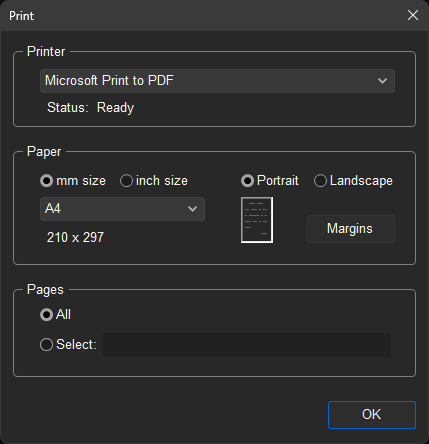 Print
Printer
Microsoft Print to PDF
Status: Ready
Paper
mm size inch size Portrait Landscape
A4
210 x 297
Margins
Pages
All
Select:
OK